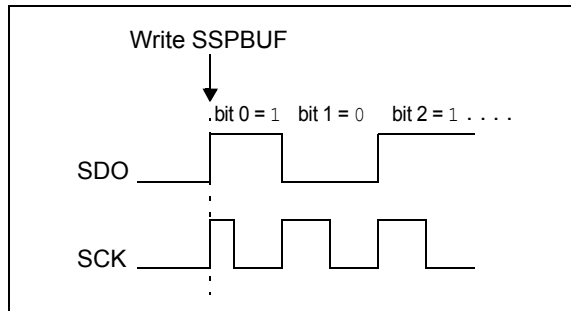 Write SSPBUF
bit 0 = 1 bit 1 = 0 bit 2 = 1 . . . .
SDO
SCK